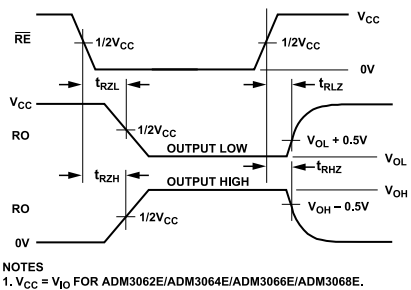 RE
VCC
1/2VCC
1/2VCC
0V
tRZL
tRLZ
VCC
RO
1/2VCC
OUTPUT LOW
VOL + 0.5V
VOL
tRZH
OUTPUT HIGH
tRHZ
VOH
RO
1/2VCC
VOH – 0.5V
0V
NOTES
1. VCC = VIO FOR ADM3062E/ADM3064E/ADM3066E/ADM3068E.